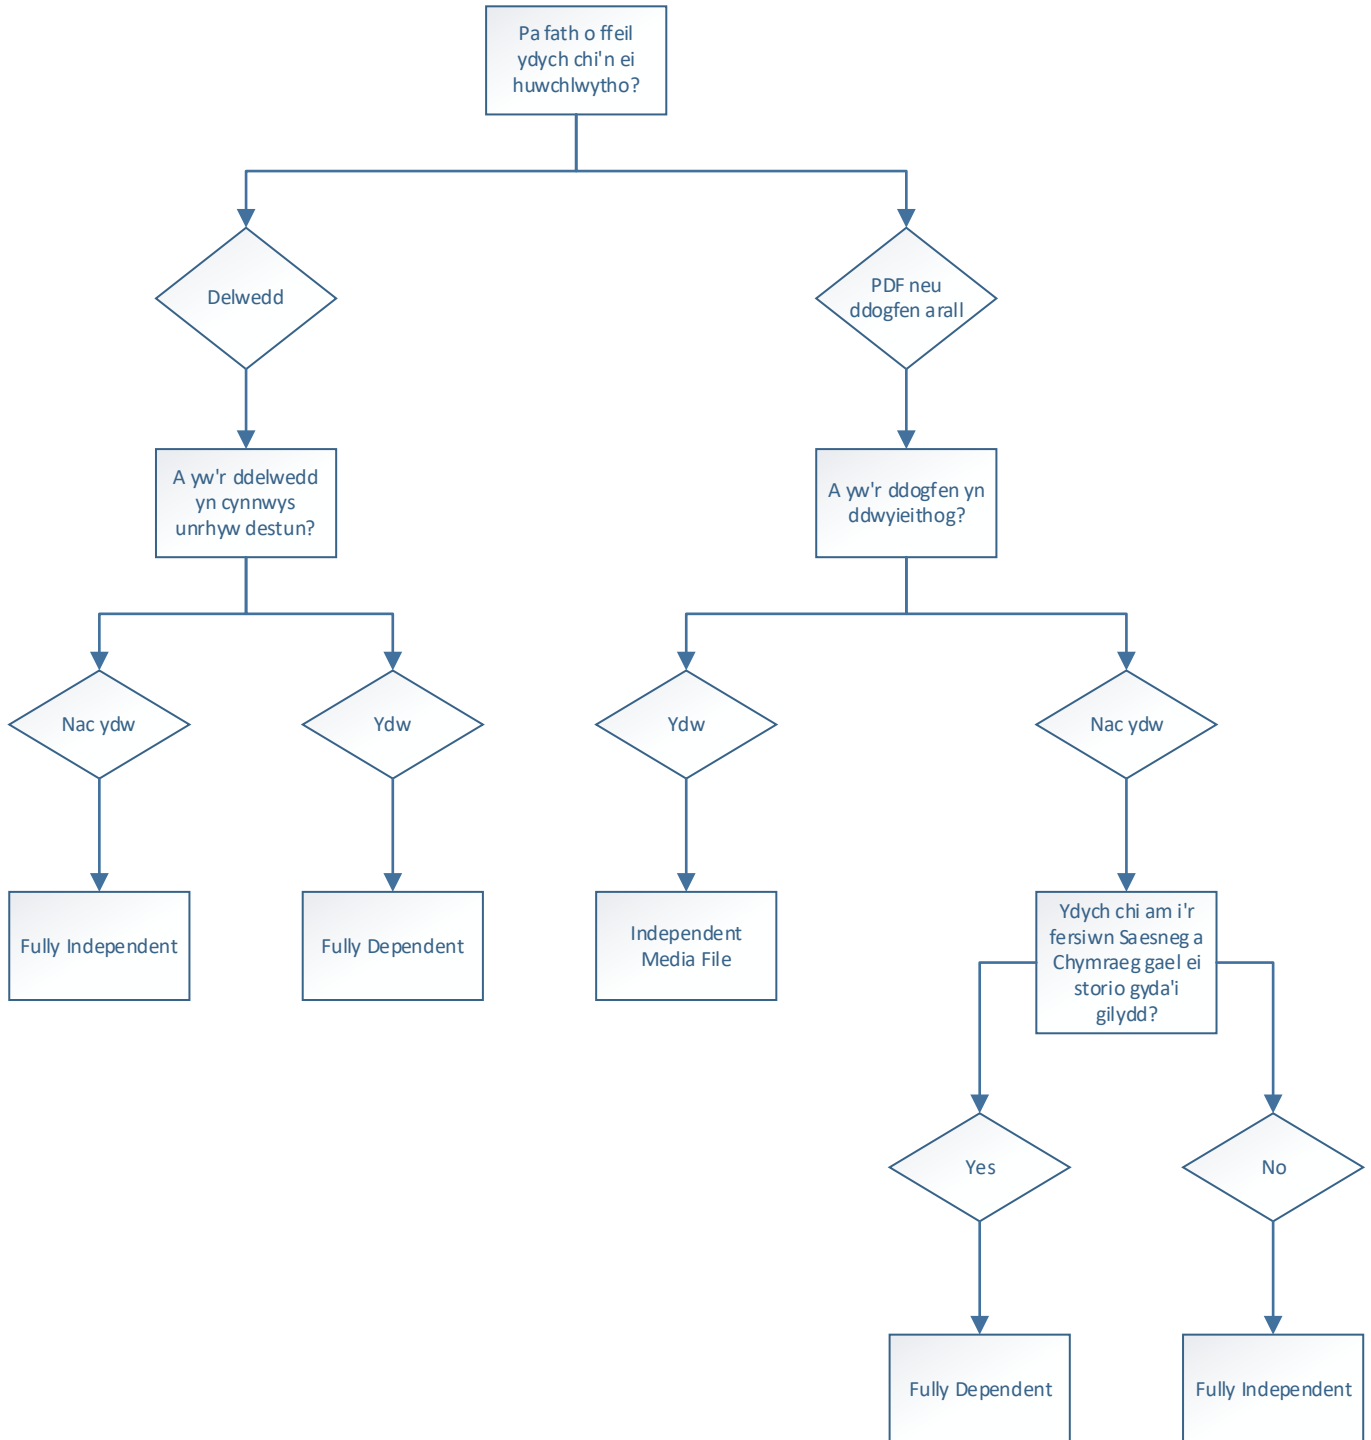 Pa fath o ffeil
ydych chi'n ei
huwchlwytho?
Delwedd
PDF neu
ddogfen arall
A yw'r ddelwedd
yn cynnwys
unrhyw destun?
A yw'r ddogfen yn
ddwyieithog?
Nac ydw
Ydw
Ydw
Nac ydw
Fully Independent
Fully Dependent
Independent
Media File
Ydych chi am i'r
fersiwn Saesneg a
Chymraeg gael ei
storio gyda'i
gilydd?
Yes
No
Fully Dependent
Fully Independent